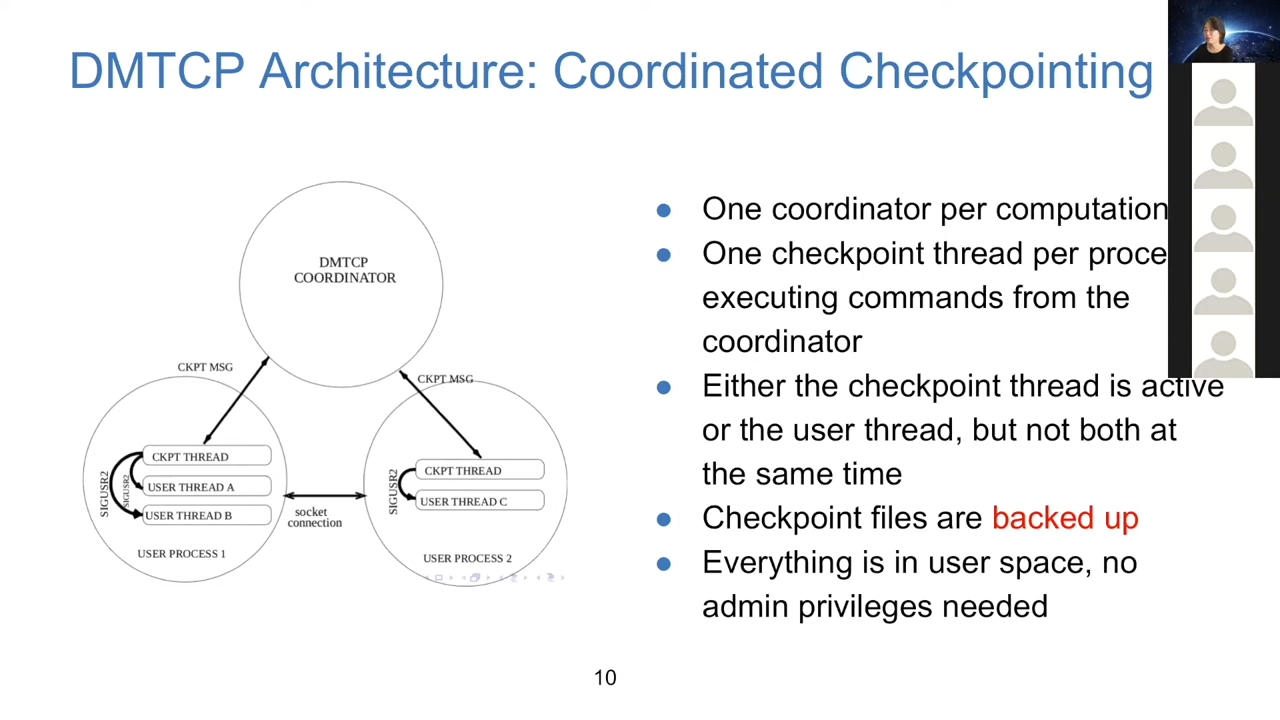 DMTCP Architecture: Coordinated Checkpointing
DMTCP
COORDINATOR
CKPT MSG
CKPT MSG
CKPT THREAD
USER THREAD A
USER THREAD B
SIGUSR2
SIGUSR2
USER PROCESS 1
socket
connection
CKPT THREAD
USER THREAD C
SIGUSR2
USER PROCESS 2
● One coordinator per computation
● One checkpoint thread per proce
executing commands from the
coordinator
● Either the checkpoint thread is active
or the user thread, but not both at
the same time
● Checkpoint files are backed up
● Everything is in user space, no
admin privileges needed
10